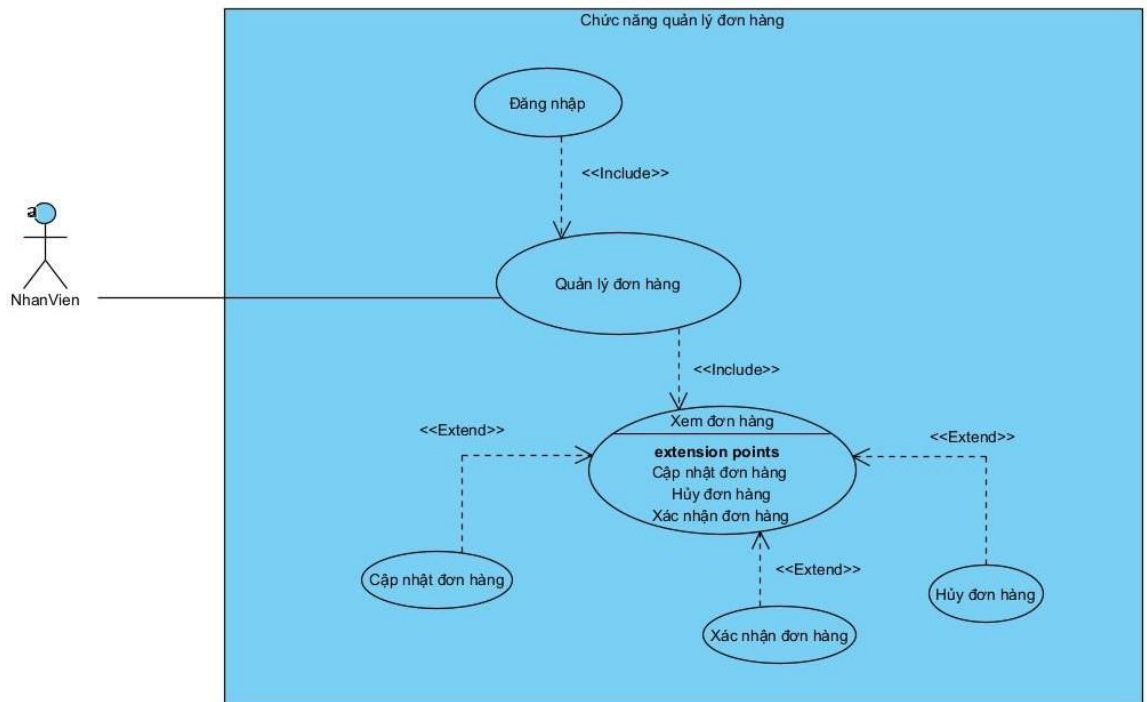 Chức năng quản lý đơn hàng
Đăng nhập
<<Include>>
a
NhanVien
Quản lý đơn hàng
<<Include>>
Xem đơn hàng
<<Extend>>
<<Extend>>
extension points
Cập nhật đơn hàng
Hủy đơn hàng
Xác nhận đơn hàng
<<Extend>>
Cập nhật đơn hàng
Hủy đơn hàng
Xác nhận đơn hàng